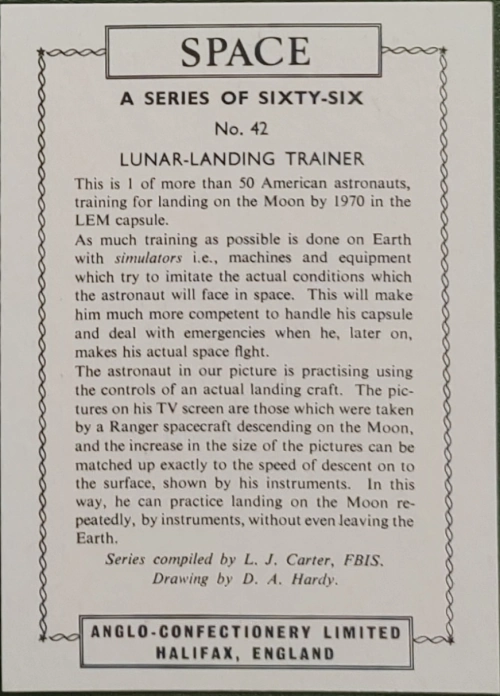 SPACE
A SERIES OF SIXTY-SIX
No. 42
LUNAR-LANDING TRAINER
This is 1 of more than 50 American astronauts,
training for landing on the Moon by 1970 in the
LEM capsule.
As much training as possible is done on Earth
with simulators i.e., machines and equipment
which try to imitate the actual conditions which
the astronaut will face in space. This will make
him much more competent to handle his capsule
and deal with emergencies when he, later on,
makes his actual space flght.
The astronaut in our picture is practising using
the controls of an actual landing craft. The pic-
tures on his TV screen are those which were taken
by a Ranger spacecraft descending on the Moon,
and the increase in the size of the pictures can be
matched up exactly to the speed of descent on to
the surface, shown by his instruments. In this
way, he can practice landing on the Moon re-
peatedly, by instruments, without even leaving the
Earth.
Series compiled by L. J. Carter, FBIS.
Drawing by D. A. Hardy.
ANGLO-CONFECTIONERY LIMITED
HALIFAX, ENGLAND